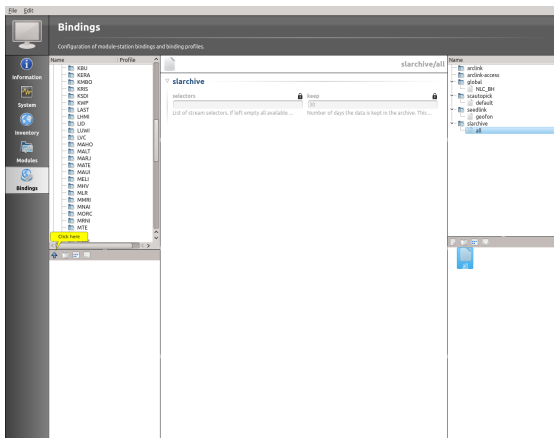 File Edit
Bindings
Configuration of module-station bindings and binding profiles.
Information
System
Inventory
Modules
Bindings
Name Profile
KBU
KERA
KMBO
KRIS
KSDI
KWP
LAST
LHMI
LID
LUWI
LVC
MAHO
MALT
MARJ
MATE
MAUI
MELI
MHV
MLR
MMRI
MNAI
MORC
MRNI
MTE
Click here
slarchive/all
slarchive
selectors
List of stream selectors. If left empty all available ...
keep
30
Number of days the data is kept in the archive. This ...
Name
arclink
arclink-access
global
NLC_BH
scautopick
default
seedlink
geofon
slarchive
all
all